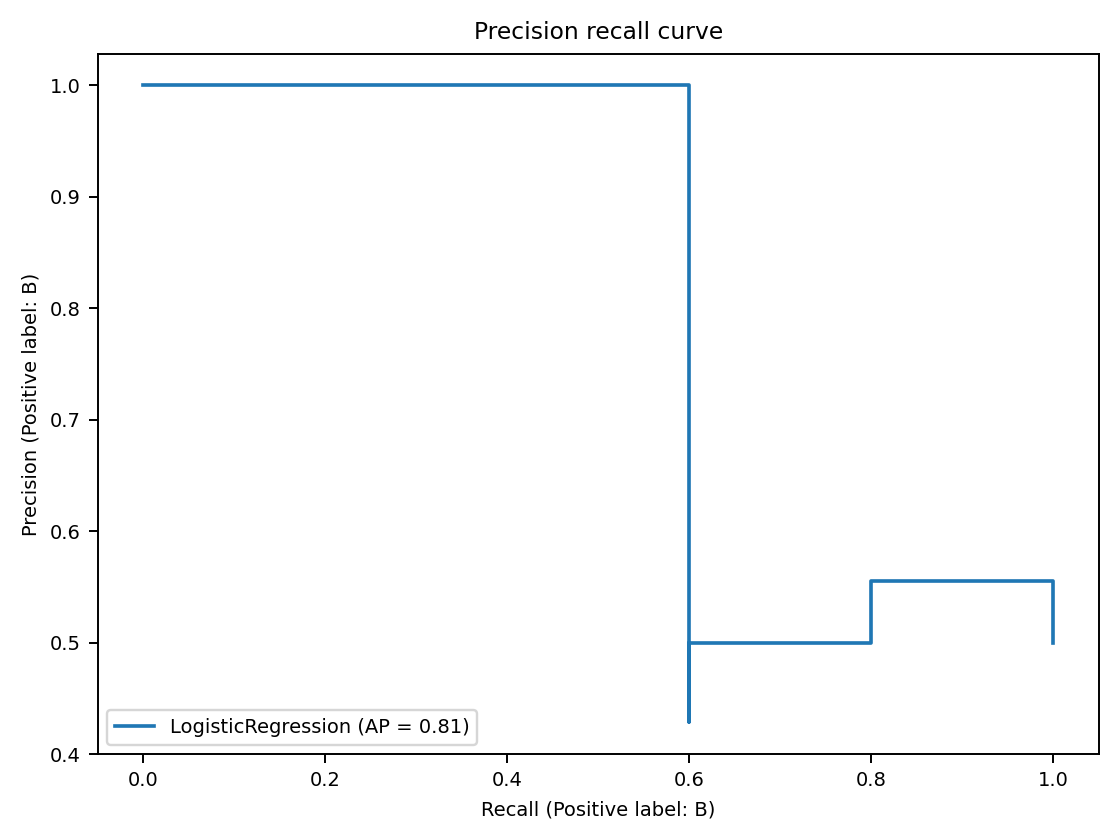 Precision recall curve
1.0
0.9
0.8
0.7
0.6
0.5
0.4
Precision (Positive label: B)
LogisticRegression (AP = 0.81)
0.0 0.2 0.4 0.6 0.8 1.0
Recall (Positive label: B)